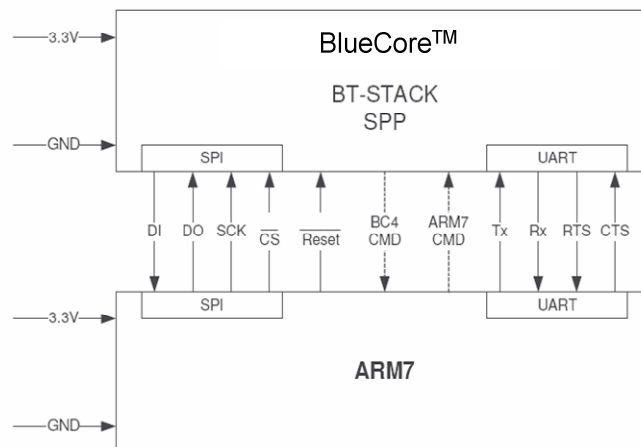 3.3V
BlueCore™
BT-STACK
SPP
GND
SPI
UART
DI
DO
SCK
CS
Reset
BC4
CMD
ARM7
CMD
Tx
Rx
RTS
CTS
SPI
UART
3.3V
ARM7
GND